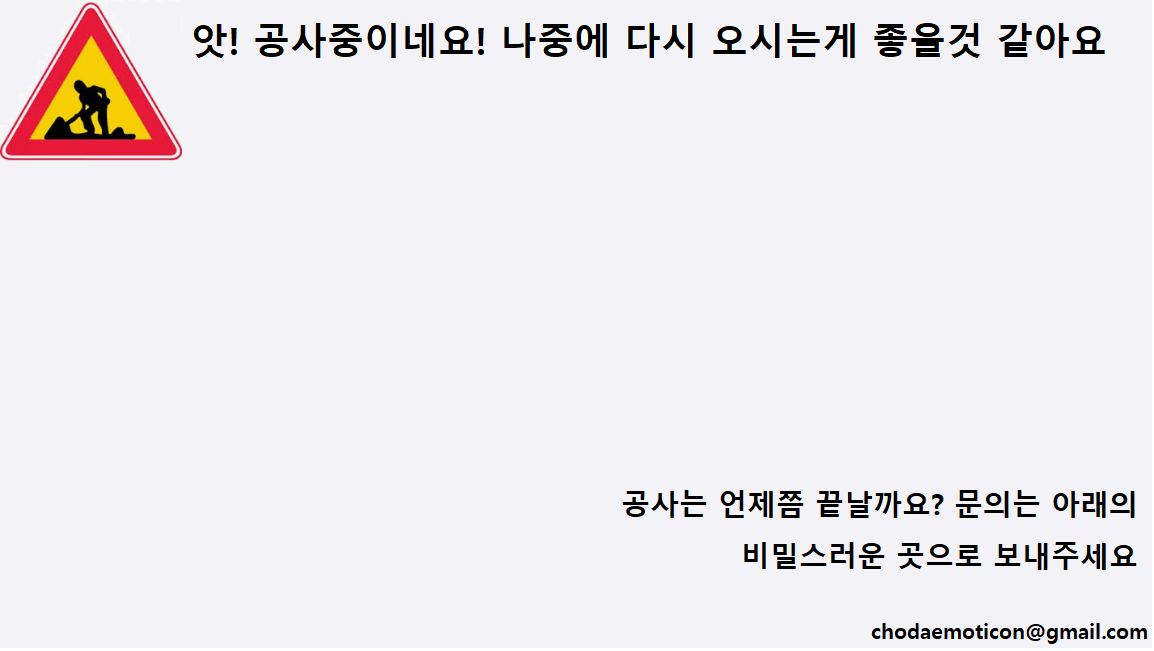 앗! 공사중이네요! 나중에 다시 오시는게 좋을것 같아요
공사는 언제쯤 끝날까요? 문의는 아래의
비밀스러운 곳으로 보내주세요
chodaemoticon@gmail.com